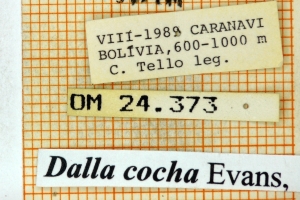 VIII-1989 CARANAVI
BOLIVIA,600-1000 m
C. Tello leg.
OM 24.373
Dalla cocha Evans,